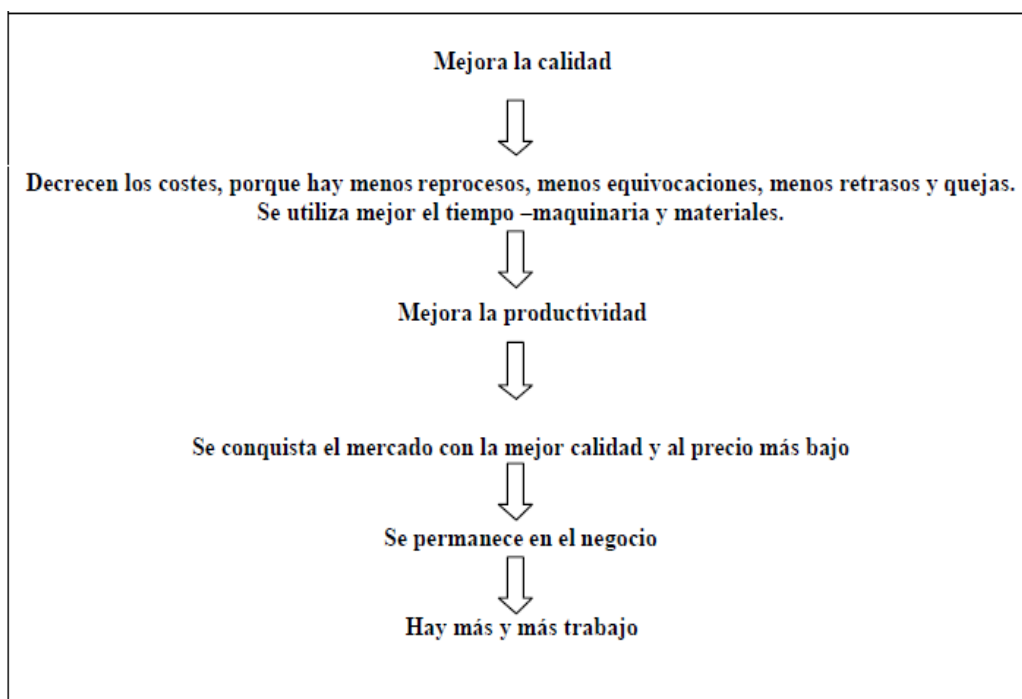 Mejora la calidad
Decrecen los costes, porque hay menos reprocesos, menos equivocaciones, menos retrasos y quejas.
Se utiliza mejor el tiempo –maquinaria y materiales.
Mejora la productividad
Se conquista el mercado con la mejor calidad y al precio más bajo
Se permanece en el negocio
Hay más y más trabajo